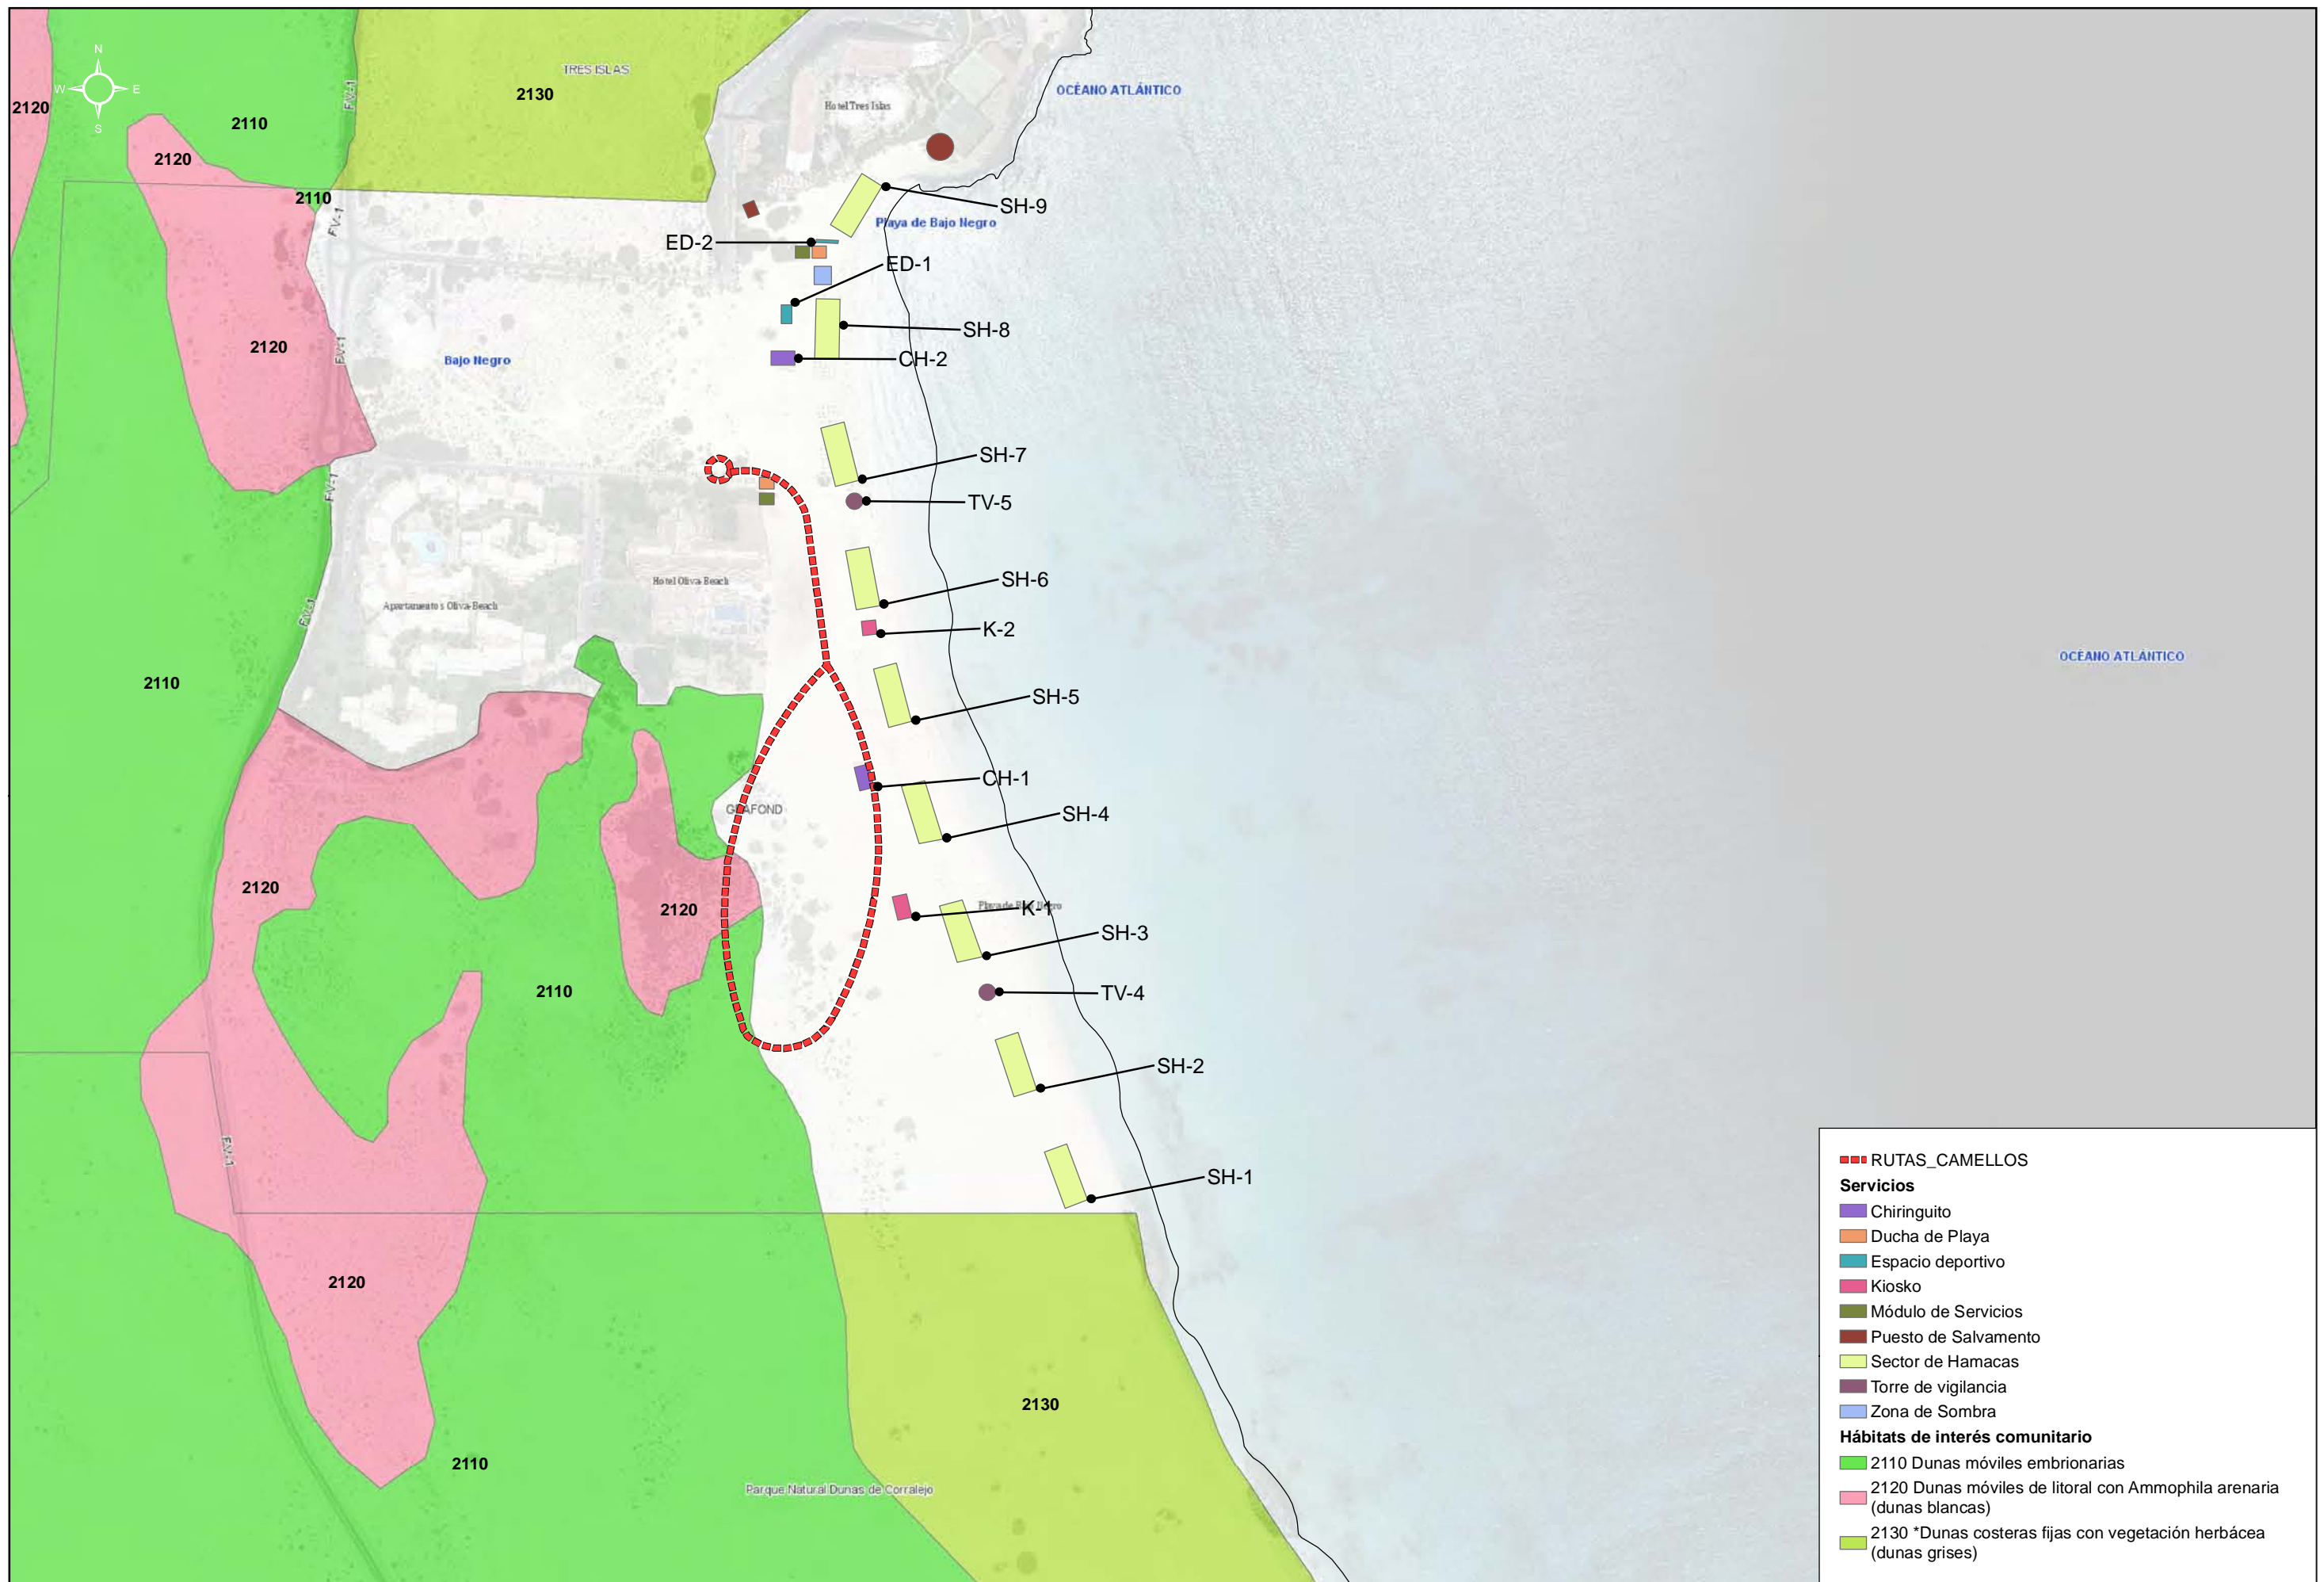 N
W
E
S
TRES ISLAS
2130
2120
2110
2120
2110
FV-1
Hotel Tres Islas
OCÉANO ATLÁNTICO
SH-9
Playa de Bajo Negro
FV-1
ED-2
ED-1
SH-8
CH-2
2120
FV-1
Bajo Negro
SH-7
FV-1
TV-5
SH-6
Hotel Oliva-Beach
Apartamentos Oliva-Beach
FV-1
K-2
OCÉANO ATLÁNTICO
2110
SH-5
CH-1
SH-4
2120
2120
K-1
Playa de Bajo Negro
SH-3
2110
TV-4
SH-2
FV-1
SH-1
2120
2130
2110
Parque Natural Dunas de Corralejo
RUTAS_CAMELLOS
Servicios
Chiringuito
Ducha de Playa
Espacio deportivo
Kiosko
Módulo de Servicios
Puesto de Salvamento
Sector de Hamacas
Torre de vigilancia
Zona de Sombra
Hábitats de interés comunitario
2110 Dunas móviles embrionarias
2120 Dunas móviles de litoral con Ammophila arenaria
(dunas blancas)
2130 *Dunas costeras fijas con vegetación herbácea
(dunas grises)